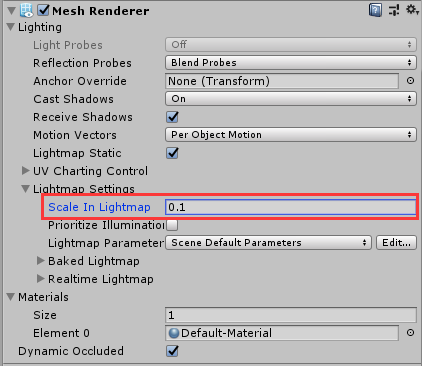 Mesh Renderer
Lighting
Light Probes Off
Reflection Probes Blend Probes
Anchor Override None (Transform)
Cast Shadows On
Receive Shadows
Motion Vectors Per Object Motion
Lightmap Static
UV Charting Control
Lightmap Settings
Scale In Lightmap 0.1
Prioritize Illumination
Lightmap Parameter Scene Default Parameters Edit...
Baked Lightmap
Realtime Lightmap
Materials
Size 1
Element 0 Default-Material
Dynamic Occluded